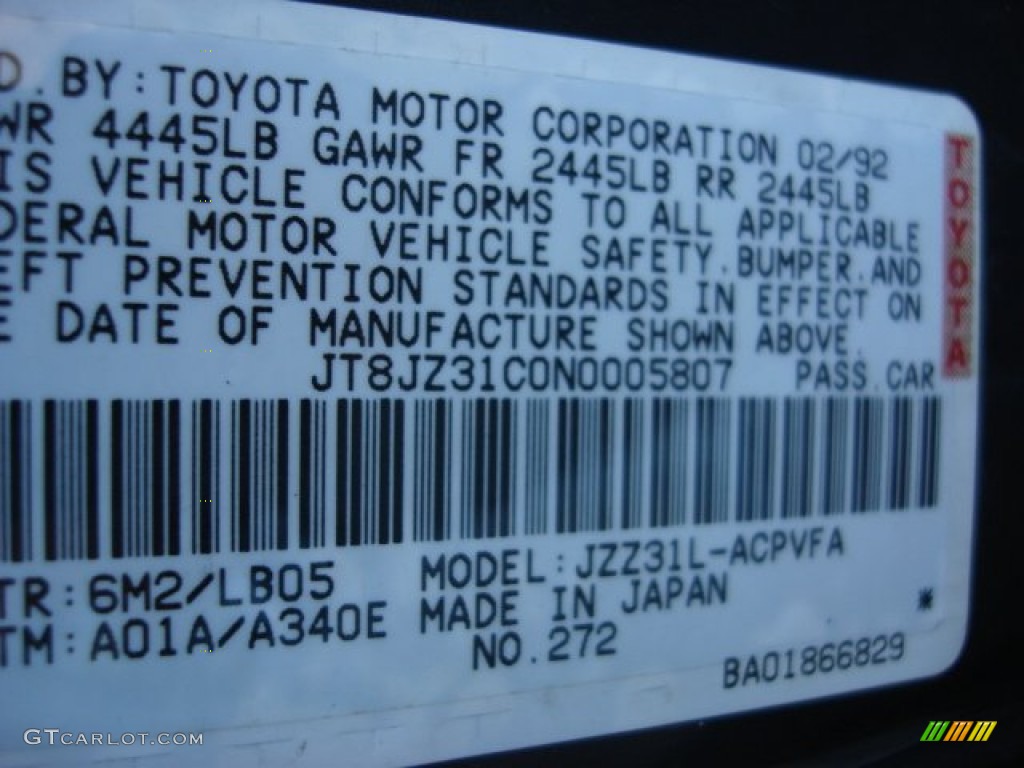 D. BY: TOYOTA MOTOR CORPORATION 02/92
WR 4445LB GAWR FR 2445LB RR 2445LB
IS VEHICLE CONFORMS TO ALL APPLICABLE
DERAL MOTOR VEHICLE SAFETY.BUMPER.AND
EFT PREVENTION STANDARDS IN EFFECT ON
E DATE OF MANUFACTURE SHOWN ABOVE.
JT8JZ31C0N0005807 PASS.CAR
TOYOTA
TR: 6M2/LB05 MODEL: JZZ31L-ACPVFA
TM: A01A/A340E MADE IN JAPAN *
NO.272
BA01866829
GTCARLOT.COM